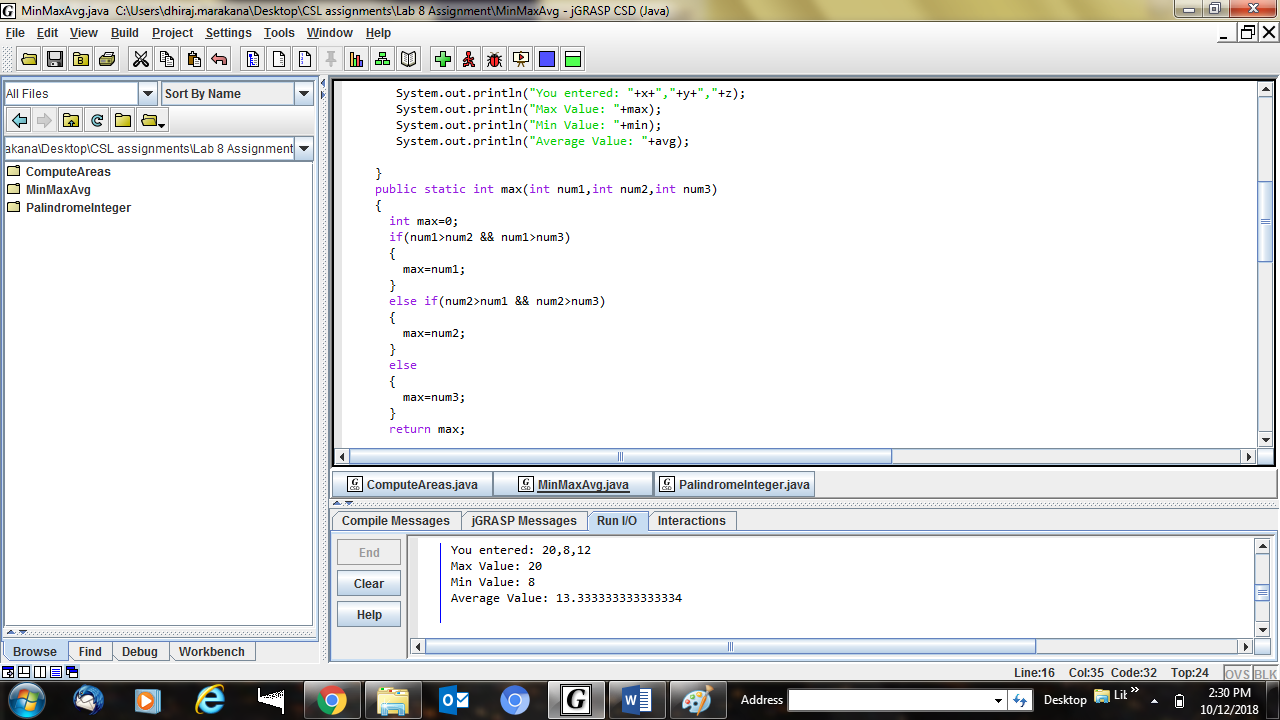 MinMaxAvg.java  C:\Users\dhiraj.marakana\Desktop\CSL assignments\Lab 8 Assignment\MinMaxAvg - jGRASP CSD (Java)
File Edit View Build Project Settings Tools Window Help
All Files
Sort By Name
akana\Desktop\CSL assignments\Lab 8 Assignment
ComputeAreas
MinMaxAvg
PalindromeInteger
Browse Find Debug Workbench
System.out.println("You entered: "+x+","+y+","+z);
System.out.println("Max Value: "+max);
System.out.println("Min Value: "+min);
System.out.println("Average Value: "+avg);
}
public static int max(int num1,int num2,int num3)
{
int max=0;
if(num1>num2 && num1>num3)
{
max=num1;
}
else if(num2>num1 && num2>num3)
{
max=num2;
}
else
{
max=num3;
}
return max;
ComputeAreas.java MinMaxAvg.java PalindromeInteger.java
Compile Messages jGRASP Messages Run I/O Interactions
End
Clear
Help
You entered: 20,8,12
Max Value: 20
Min Value: 8
Average Value: 13.333333333333334
Line:16 Col:35 Code:32 Top:24 OVS BLK
Address Desktop Lit »
2:30 PM
10/12/2018